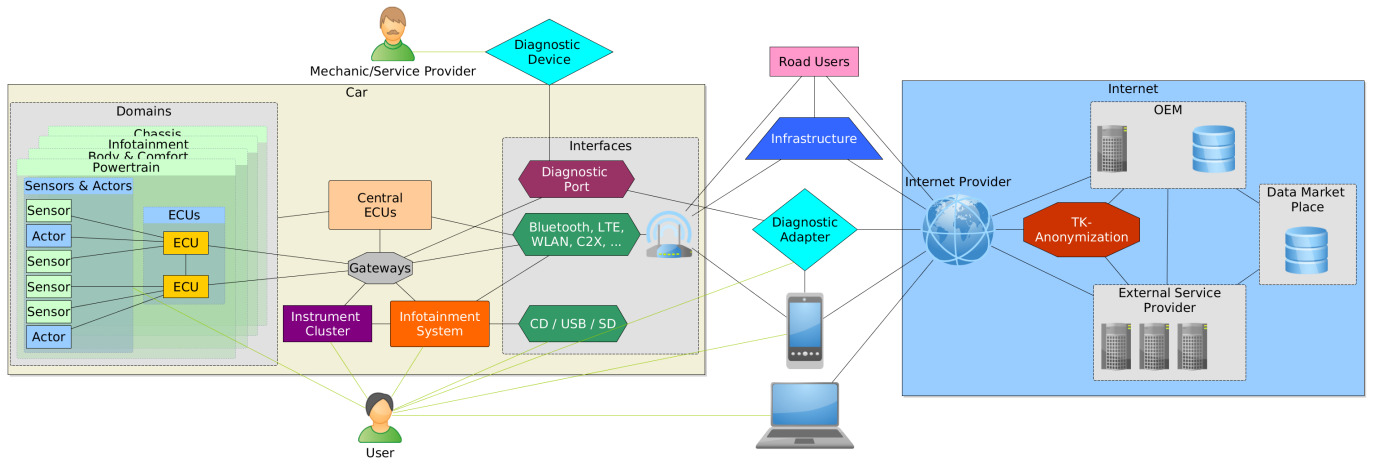 Mechanic/Service Provider
Diagnostic
Device
Car
Domains
Chassis
Infotainment
Body & Comfort
Powertrain
Sensors & Actors
Sensor
Actor
Sensor
Sensor
Sensor
Actor
ECUs
ECU
ECU
Central
ECUs
Gateways
Instrument
Cluster
Infotainment
System
Interfaces
Diagnostic
Port
Bluetooth, LTE,
WLAN, C2X, ...
CD / USB / SD
User
Road Users
Infrastructure
Diagnostic
Adapter
Internet
Internet Provider
OEM
TK-
Anonymization
Data Market
Place
External Service
Provider